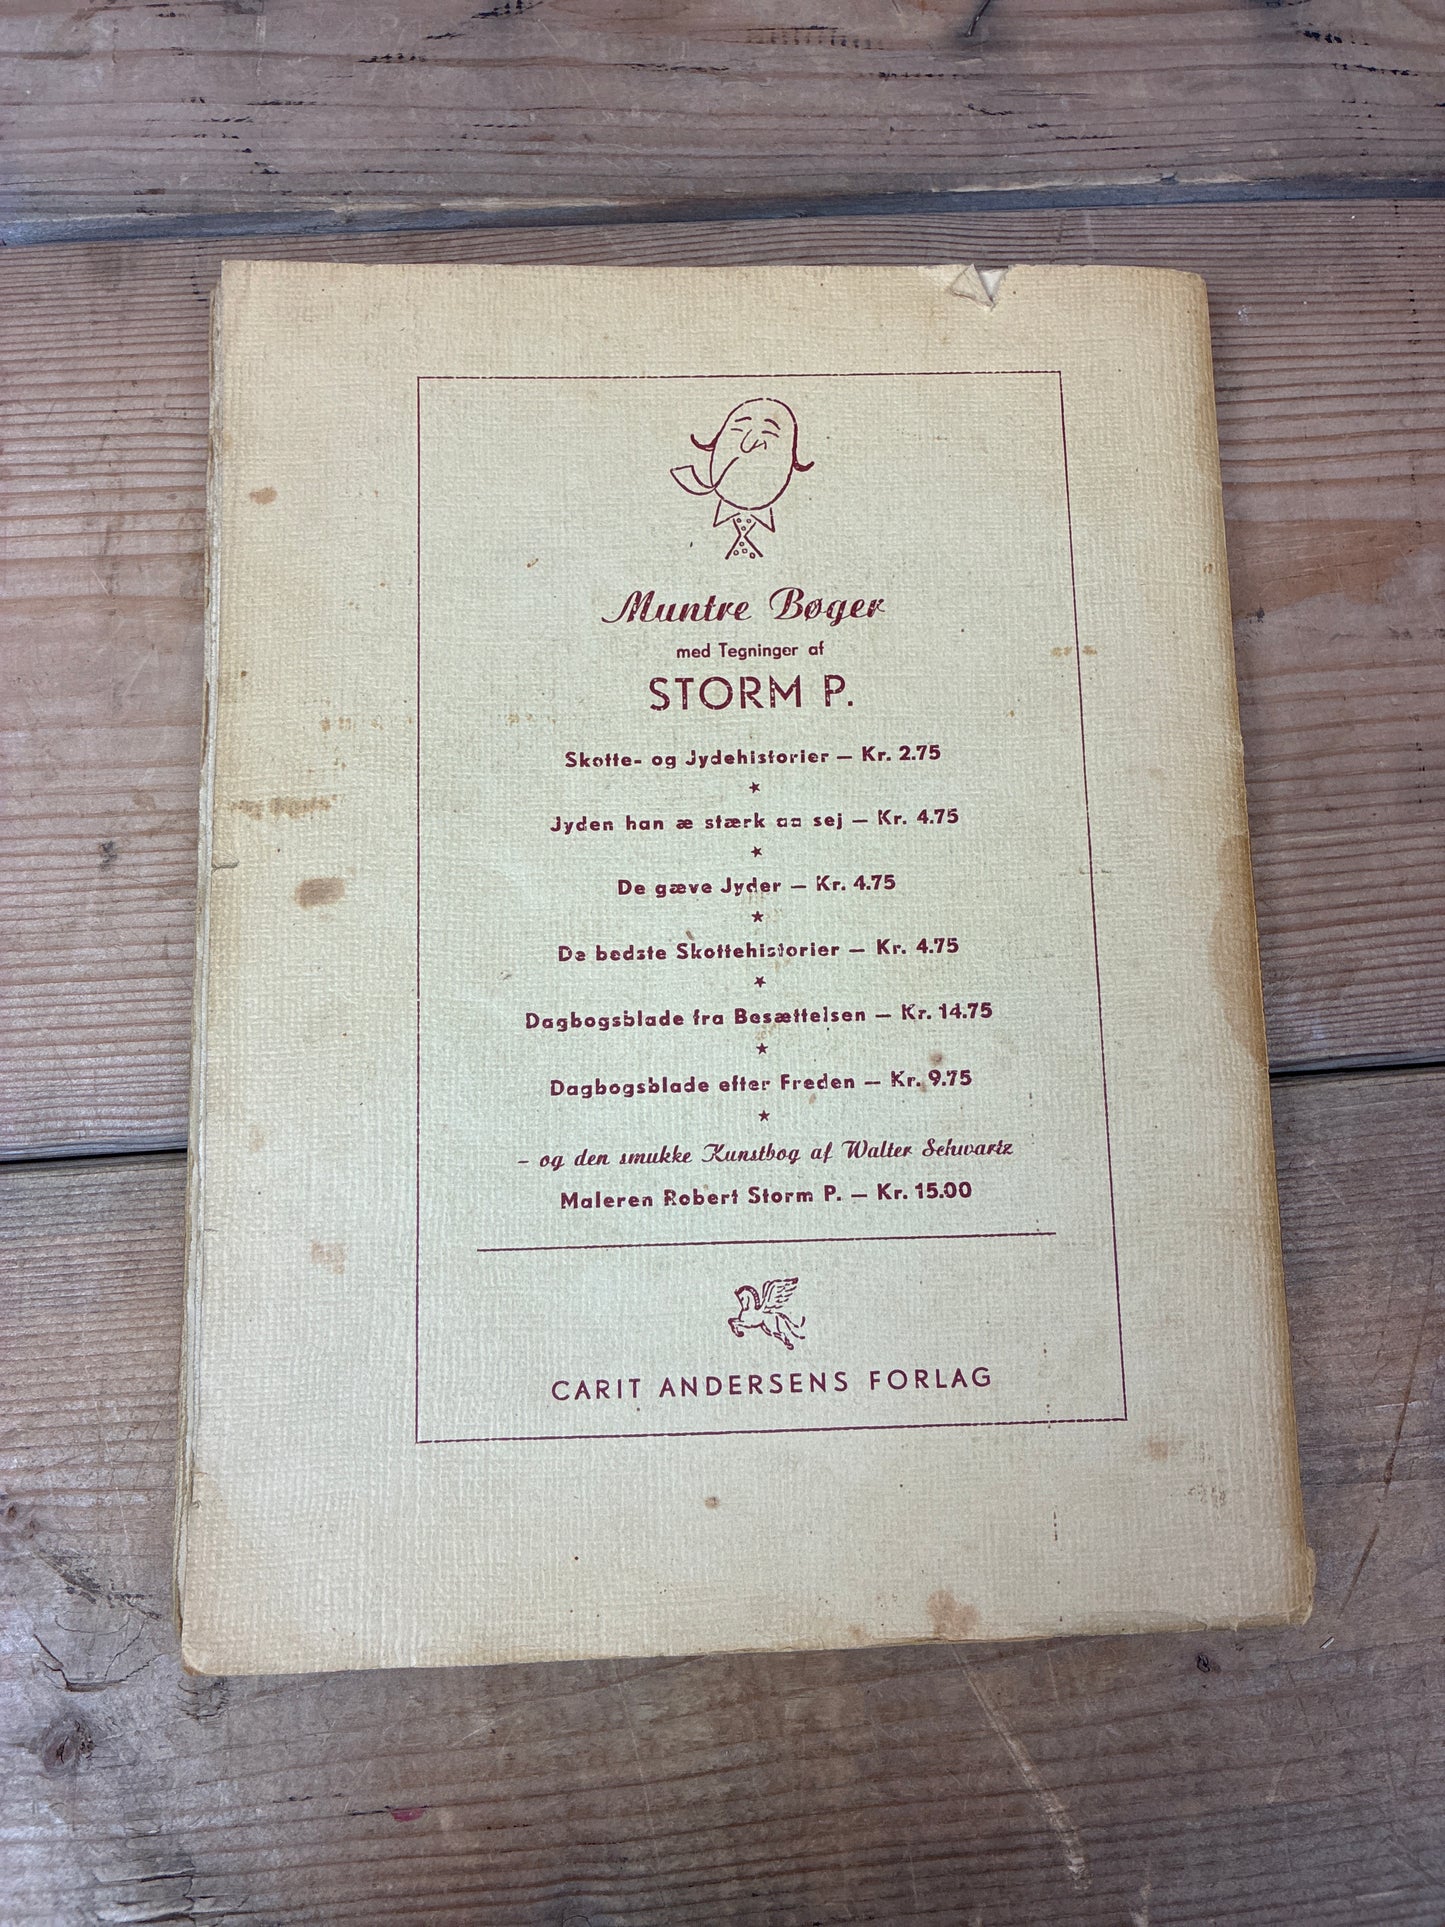 Muntre Bøger
med Tegninger af
STORM P.
Skotte- og Jydehistorier — Kr. 2.75
★
Jyden han æ stærk aa sej — Kr. 4.75
★
De gæve Jyder — Kr. 4.75
★
De bedste Skottehistorier — Kr. 4.75
★
Dagbogsblade fra Besættelsen — Kr. 14.75
★
Dagbogsblade efter Freden — Kr. 9.75
★
– og den smukke Kunstbog af Walter Schwartz
Maleren Robert Storm P. — Kr. 15.00
CARIT ANDERSENS FORLAG